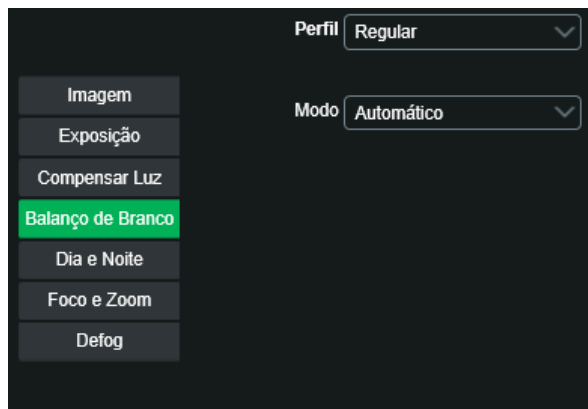 Perfil Regular
Imagem
Modo Automático
Exposição
Compensar Luz
Balanço de Branco
Dia e Noite
Foco e Zoom
Defog